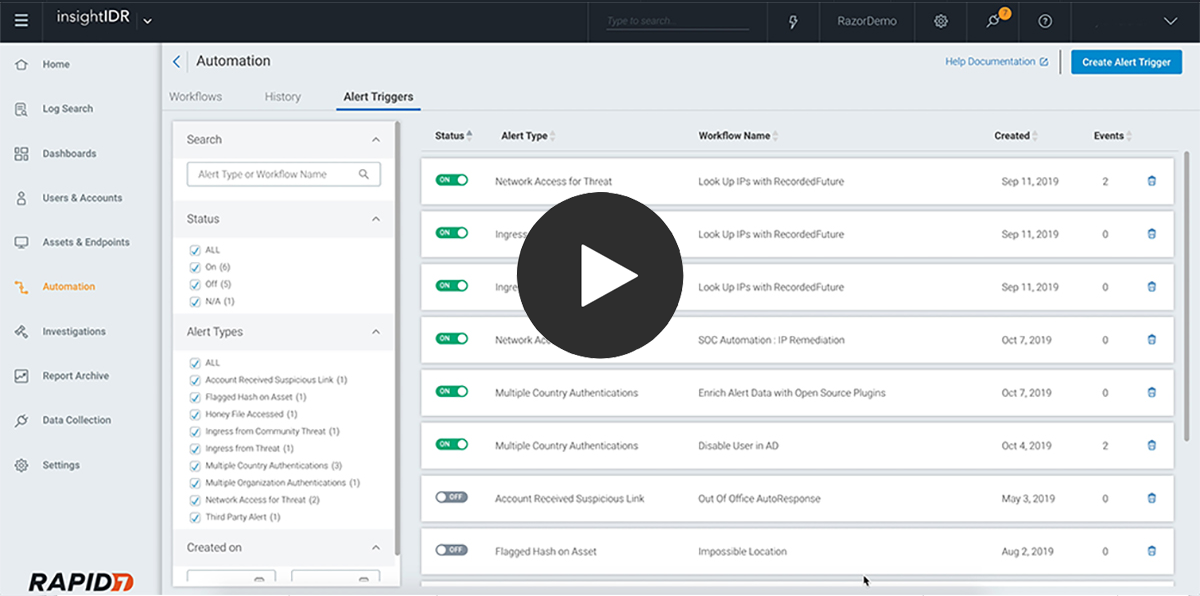 insightIDR
Type to search...
RazorDemo
7
Home
Log Search
Dashboards
Users & Accounts
Assets & Endpoints
Automation
Investigations
Report Archive
Data Collection
Settings
RAPID7
Automation
Help Documentation
Create Alert Trigger
Workflows History Alert Triggers
Search
Alert Type or Workflow Name
Status
ALL
On (6)
Off (5)
N/A (1)
Alert Types
ALL
Account Received Suspicious Link (1)
Flagged Hash on Asset (1)
Honey File Accessed (1)
Ingress from Community Threat (1)
Ingress from Threat (1)
Multiple Country Authentications (3)
Multiple Organization Authentications (1)
Network Access for Threat (2)
Third Party Alert (1)
Created on
Status Alert Type Workflow Name Created Events
ON Network Access for Threat Look Up IPs with RecordedFuture Sep 11, 2019 2
ON Ingress Look Up IPs with RecordedFuture Sep 11, 2019 0
ON Look Up IPs with RecordedFuture Sep 11, 2019 0
ON Network SOC Automation : IP Remediation Oct 7, 2019 0
ON Multiple Country Authentications Enrich Alert Data with Open Source Plugins Oct 7, 2019 0
ON Multiple Country Authentications Disable User in AD Oct 4, 2019 2
OFF Account Received Suspicious Link Out Of Office AutoResponse May 3, 2019 0
OFF Flagged Hash on Asset Impossible Location Aug 2, 2019 0